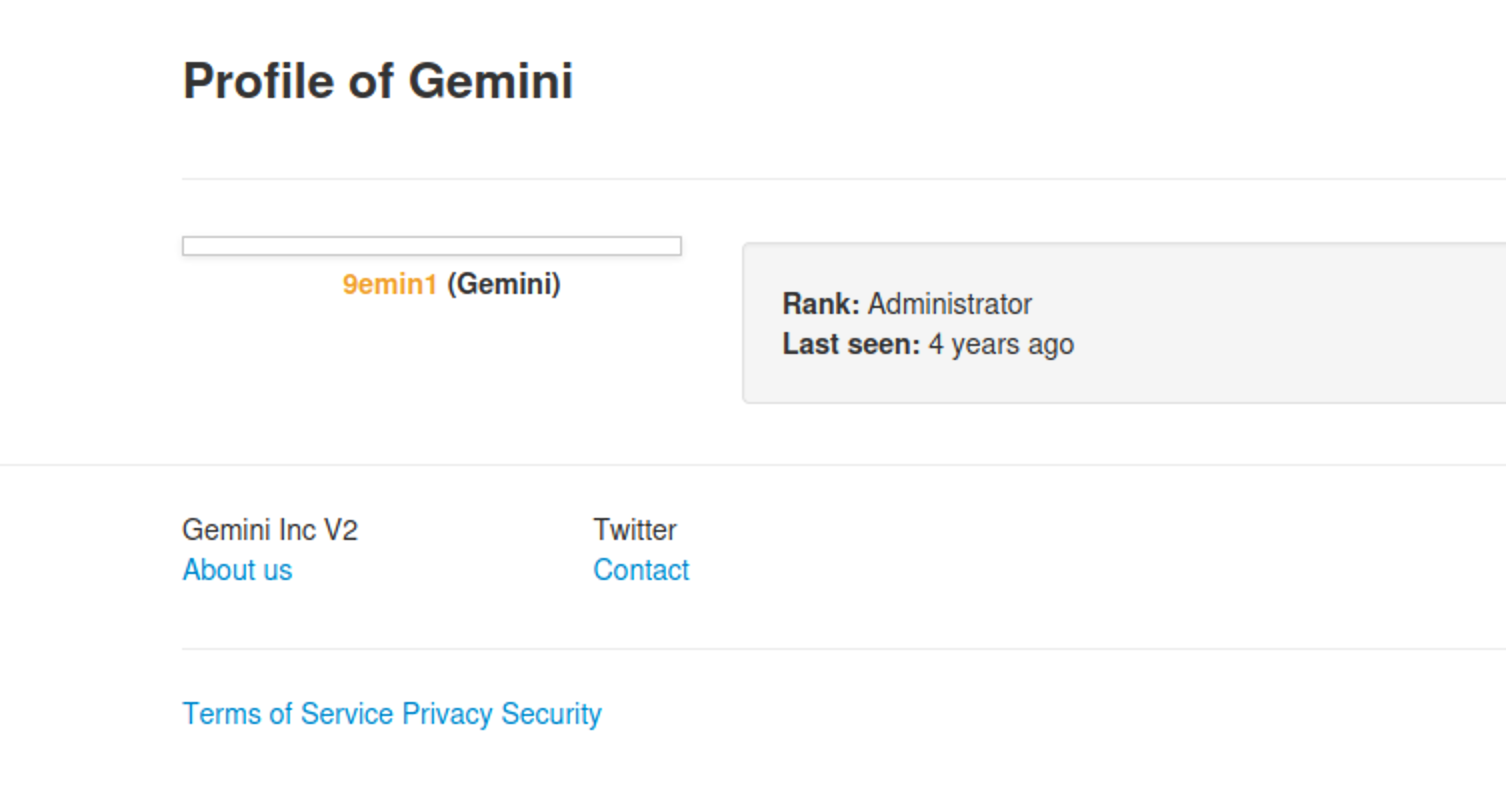 Profile of Gemini
9emin1 (Gemini)
Rank: Administrator
Last seen: 4 years ago
Gemini Inc V2
About us
Twitter
Contact
Terms of Service Privacy Security